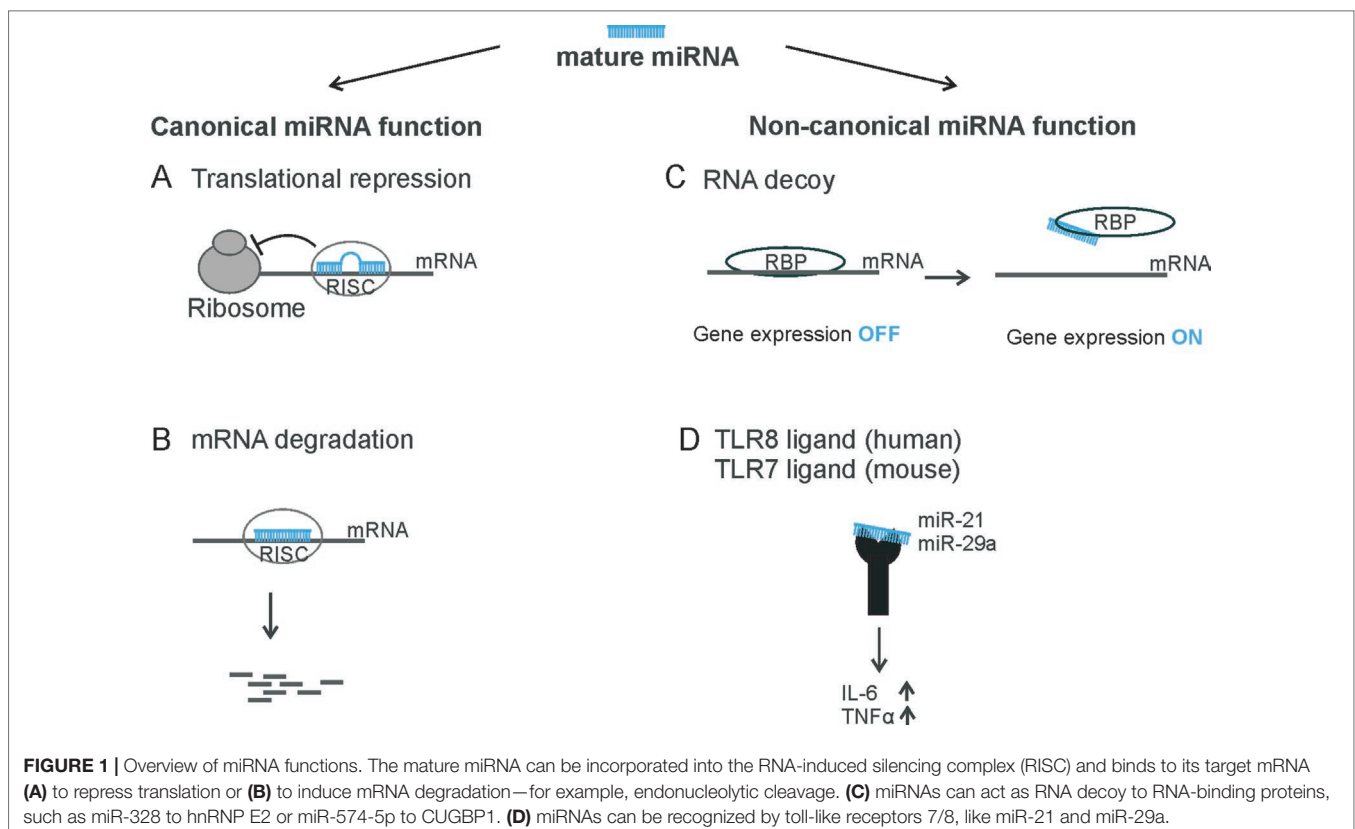 mature miRNA
Canonical miRNA function
Non-canonical miRNA function
A Translational repression
mRNA
RISC
Ribosome
B mRNA degradation
mRNA
RISC
C RNA decoy
RBP
mRNA
RBP
mRNA
Gene expression OFF
Gene expression ON
D TLR8 ligand (human)
TLR7 ligand (mouse)
miR-21
miR-29a
IL-6
TNFα
FIGURE 1 | Overview of miRNA functions. The mature miRNA can be incorporated into the RNA-induced silencing complex (RISC) and binds to its target mRNA
(A) to repress translation or (B) to induce mRNA degradation—for example, endonucleolytic cleavage. (C) miRNAs can act as RNA decoy to RNA-binding proteins,
such as miR-328 to hnRNP E2 or miR-574-5p to CUGBP1. (D) miRNAs can be recognized by toll-like receptors 7/8, like miR-21 and miR-29a.